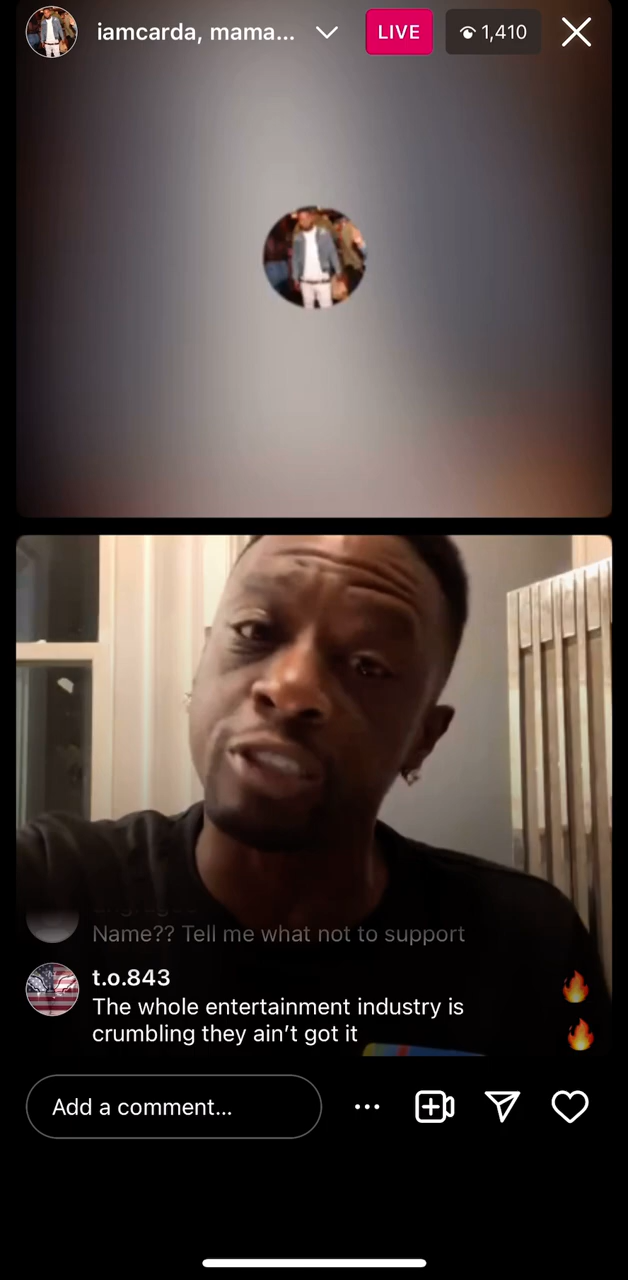 iamcarda, mama...
LIVE
1,410
Name?? Tell me what not to support
t.o.843
The whole entertainment industry is
crumbling they ain't got it
Add a comment...